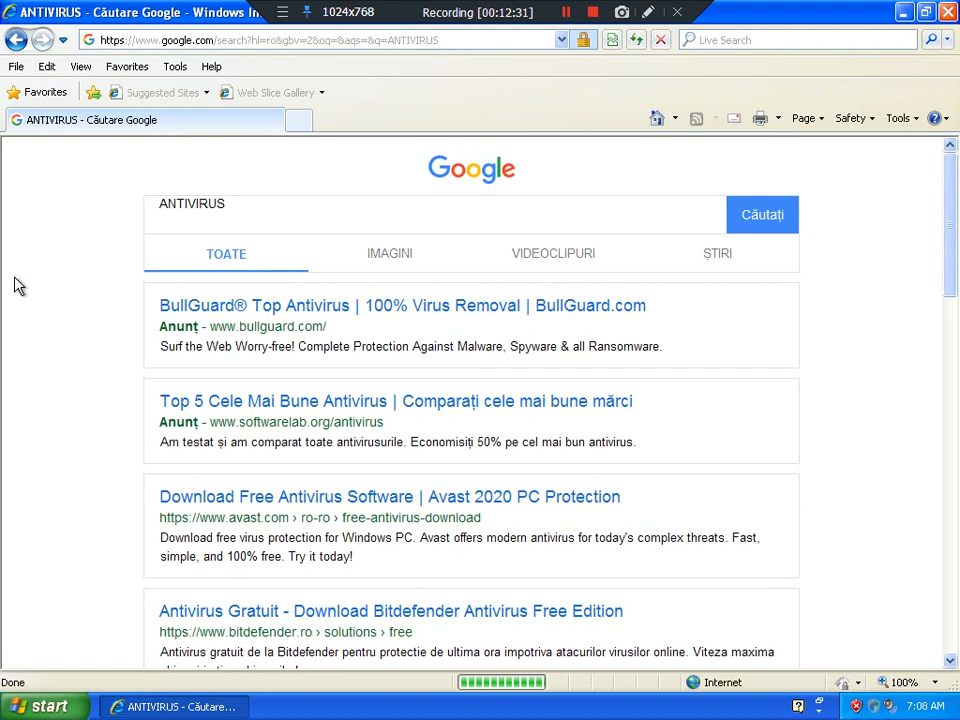 ANTIVIRUS - Căutare Google - Windows In
1024x768
Recording [00:12:31]
https://www.google.com/search?hl=ro&gbv=2&oq=&aqs=&q=ANTIVIRUS
Live Search
File Edit View Favorites Tools Help
Favorites
Suggested Sites
Web Slice Gallery
ANTIVIRUS - Căutare Google
Page Safety Tools
Google
ANTIVIRUS
Căutați
TOATE IMAGINI VIDEOCLIPURI ȘTIRI
BullGuard® Top Antivirus | 100% Virus Removal | BullGuard.com
Anunț - www.bullguard.com/
Surf the Web Worry-free! Complete Protection Against Malware, Spyware & all Ransomware.
Top 5 Cele Mai Bune Antivirus | Comparați cele mai bune mărci
Anunț - www.softwarelab.org/antivirus
Am testat și am comparat toate antivirusurile. Economisiți 50% pe cel mai bun antivirus.
Download Free Antivirus Software | Avast 2020 PC Protection
https://www.avast.com › ro-ro › free-antivirus-download
Download free virus protection for Windows PC. Avast offers modern antivirus for today's complex threats. Fast,
simple, and 100% free. Try it today!
Antivirus Gratuit - Download Bitdefender Antivirus Free Edition
https://www.bitdefender.ro › solutions › free
Antivirus gratuit de la Bitdefender pentru protectie de ultima ora impotriva atacurilor virusilor online. Viteza maxima
Done
Internet
100%
start
ANTIVIRUS - Căutare...
7:08 AM